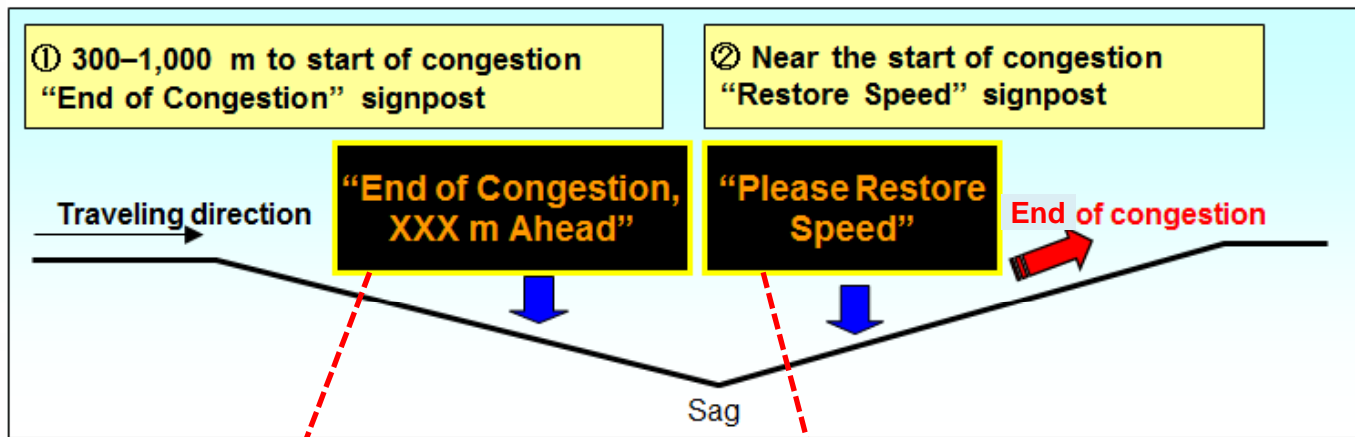 ① 300–1,000 m to start of congestion
“End of Congestion” signpost
② Near the start of congestion
“Restore Speed” signpost
“End of Congestion,
XXX m Ahead”
“Please Restore
Speed”
Traveling direction
End of congestion
Sag